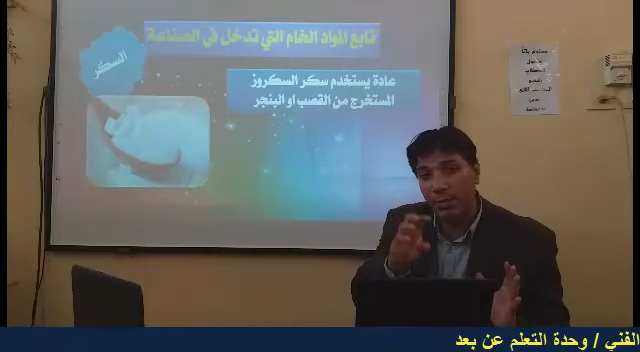 تابع المواد الخام التي تدخل في الصناعة
السكر
عادة يستخدم سكر السكروز
المستخرج من القصب او البنجر
الفني / وحدة التعلم عن بعد